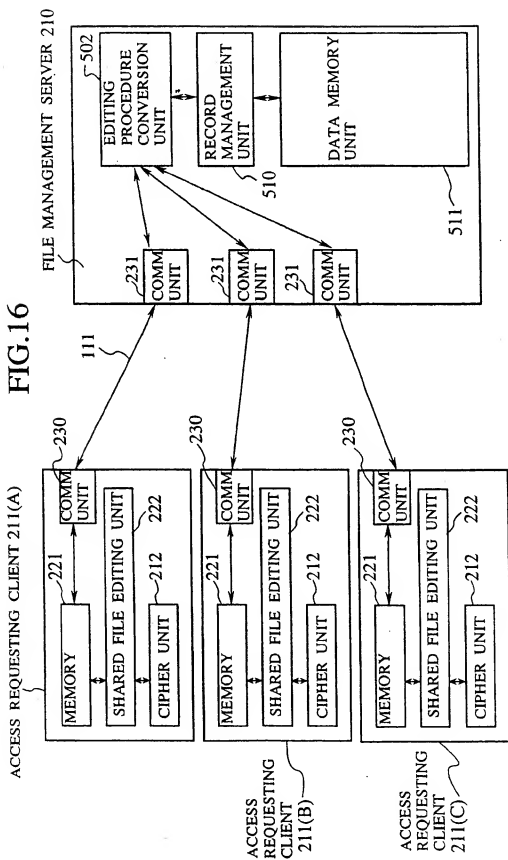 FIG.16
ACCESS REQUESTING CLIENT 211(A)
221
230
MEMORY
COMM
UNIT
SHARED FILE EDITING UNIT
222
CIPHER UNIT
212
111
ACCESS
REQUESTING
CLIENT
211(B)
221
230
MEMORY
COMM
UNIT
SHARED FILE EDITING UNIT
222
CIPHER UNIT
212
ACCESS
REQUESTING
CLIENT
211(C)
221
230
MEMORY
COMM
UNIT
SHARED FILE EDITING UNIT
222
CIPHER UNIT
212
FILE MANAGEMENT SERVER 210
231
COMM
UNIT
231
COMM
UNIT
231
COMM
UNIT
502
EDITING
PROCEDURE
CONVERSION
UNIT
RECORD
MANAGEMENT
UNIT
510
DATA MEMORY
UNIT
511